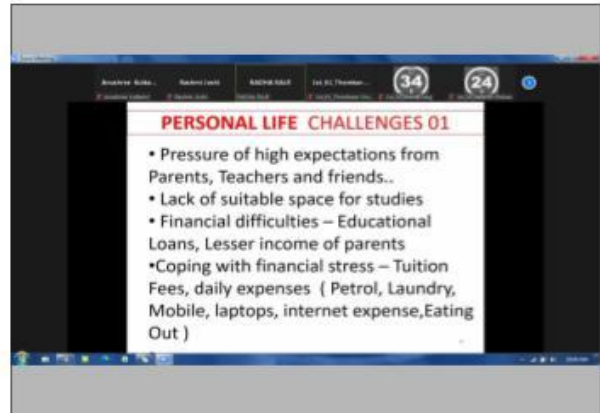 RADHA RAUT
34
24
PERSONAL LIFE CHALLENGES 01
• Pressure of high expectations from
Parents, Teachers and friends..
• Lack of suitable space for studies
• Financial difficulties – Educational
Loans, Lesser income of parents
•Coping with financial stress – Tuition
Fees, daily expenses ( Petrol, Laundry,
Mobile, laptops, internet expense,Eating
Out )